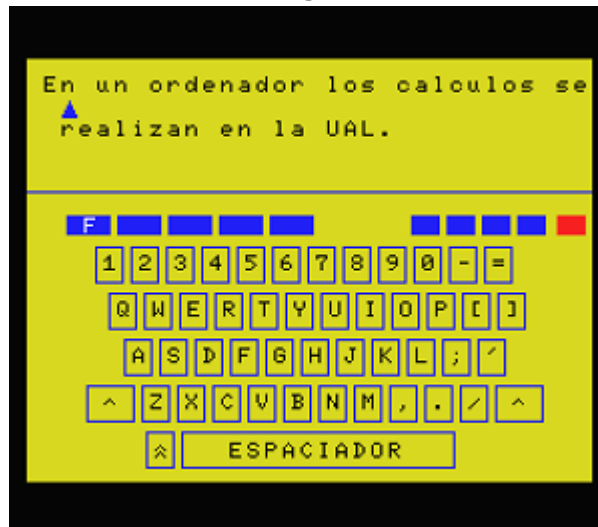 En un ordenador los calculos se
realizan en la UAL.
F
1 2 3 4 5 6 7 8 9 0 - =
Q W E R T Y U I O P [ ]
A S D F G H J K L ; ´
^ Z X C V B N M , . / ^
ESPACIADOR